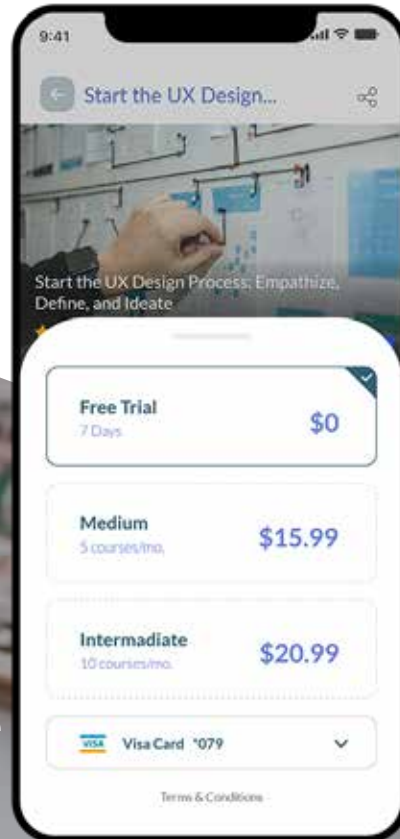 9:41
Start the UX Design...
Start the UX Design Process: Empathize,
Define, and Ideate
Free Trial
7 Days
$0
Medium
5 courses/mo.
$15.99
Intermadiate
10 courses/mo.
$20.99
VISA Visa Card *079
Terms & Conditions